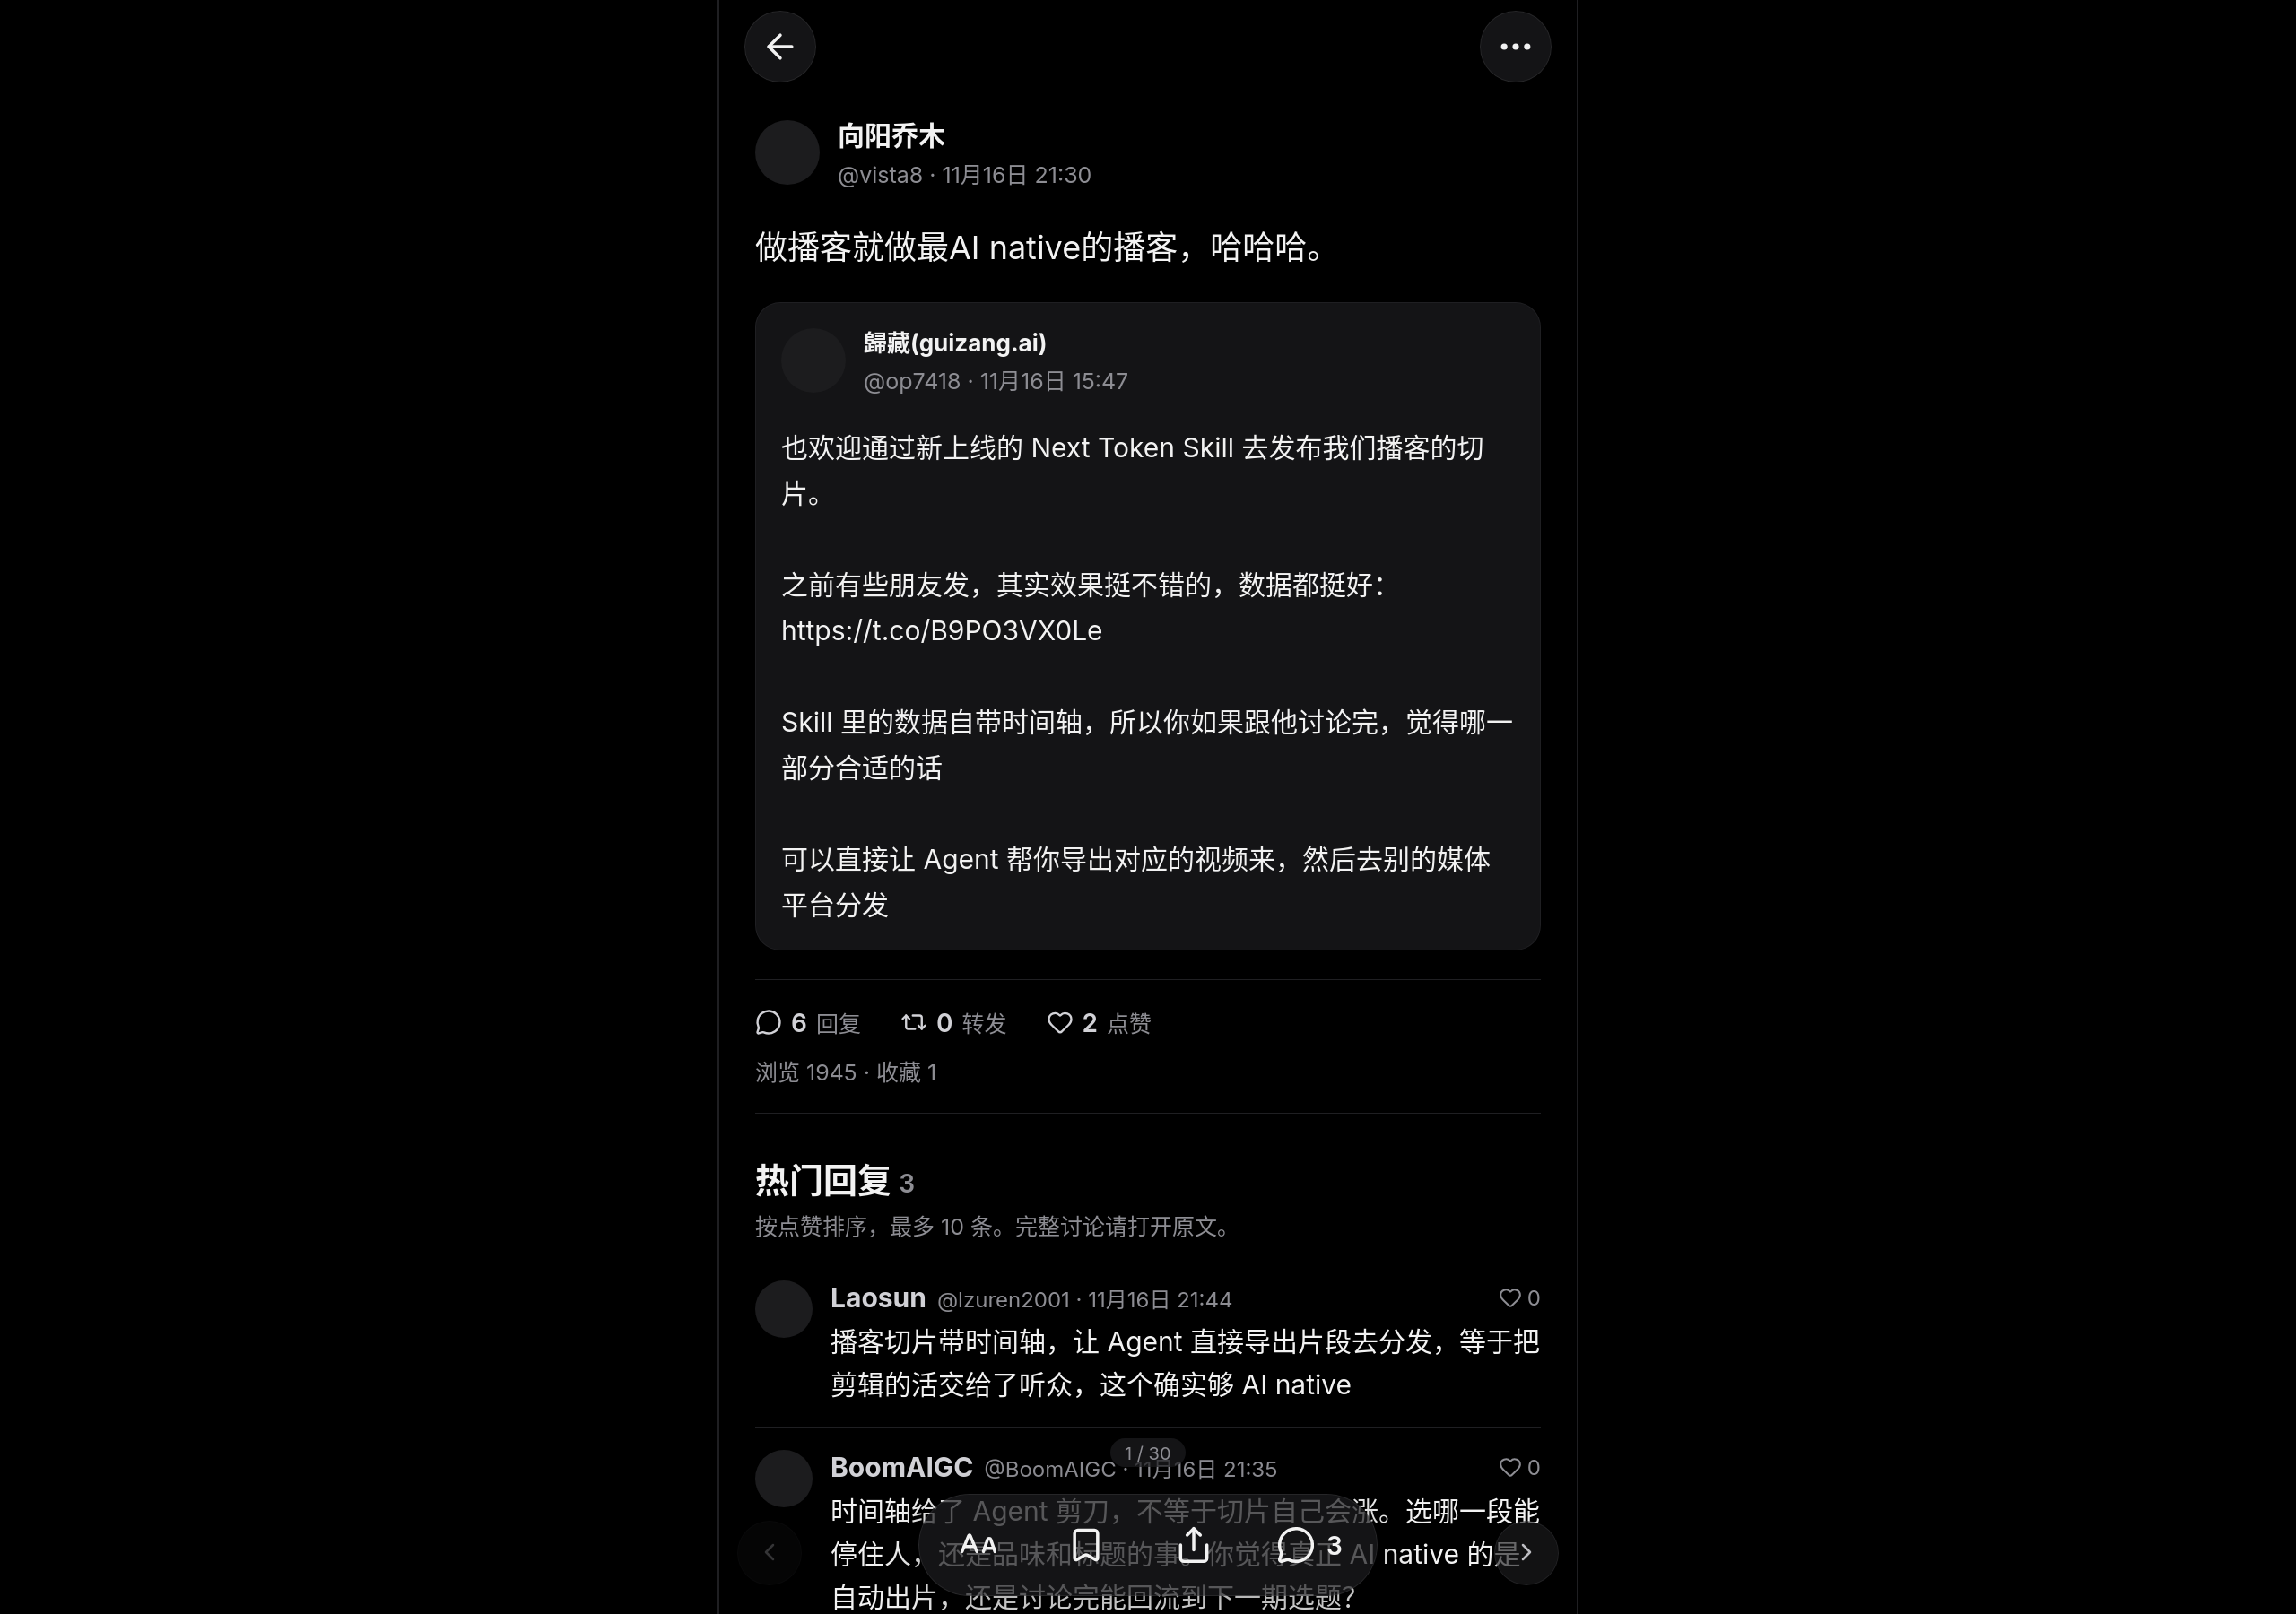 向阳乔木
@vista8 · 11月16日 21:30
做播客就做最AI native的播客，哈哈哈。
歸藏(guizang.ai)
@op7418 · 11月16日 15:47
也欢迎通过新上线的 Next Token Skill 去发布我们播客的切
片。
之前有些朋友发，其实效果挺不错的，数据都挺好：
https://t.co/B9PO3VX0Le
Skill 里的数据自带时间轴，所以你如果跟他讨论完，觉得哪一
部分合适的话
可以直接让 Agent 帮你导出对应的视频来，然后去别的媒体
平台分发
6 回复 0 转发 2 点赞
浏览 1945 · 收藏 1
热门回复 3
按点赞排序，最多 10 条。完整讨论请打开原文。
Laosun @lzuren2001 · 11月16日 21:44 0
播客切片带时间轴，让 Agent 直接导出片段去分发，等于把
剪辑的活交给了听众，这个确实够 AI native
1 / 30
BoomAIGC @BoomAIGC · 11月16日 21:35 0
时间轴给了 Agent 剪刀，不等于切片自己会涨。选哪一段能
停住人，还是品味和标题的事。你觉得真正 AI native 的是
自动出片，还是讨论完能回流到下一期选题？
AA 3